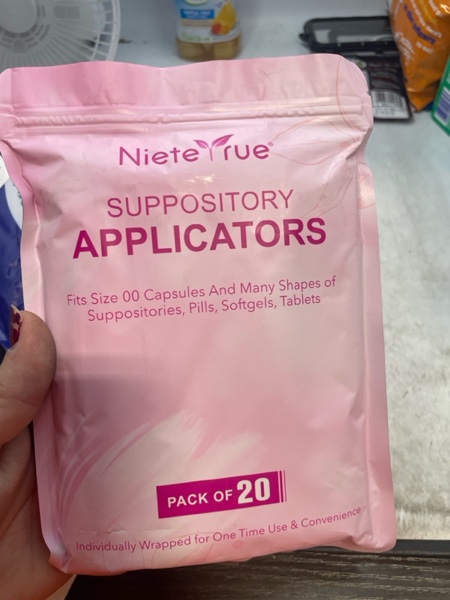 NieteTrue®
SUPPOSITORY
APPLICATORS
Fits Size 00 Capsules And Many Shapes of
Suppositories, Pills, Softgels, Tablets
PACK OF 20
Individually Wrapped for One Time Use & Convenience